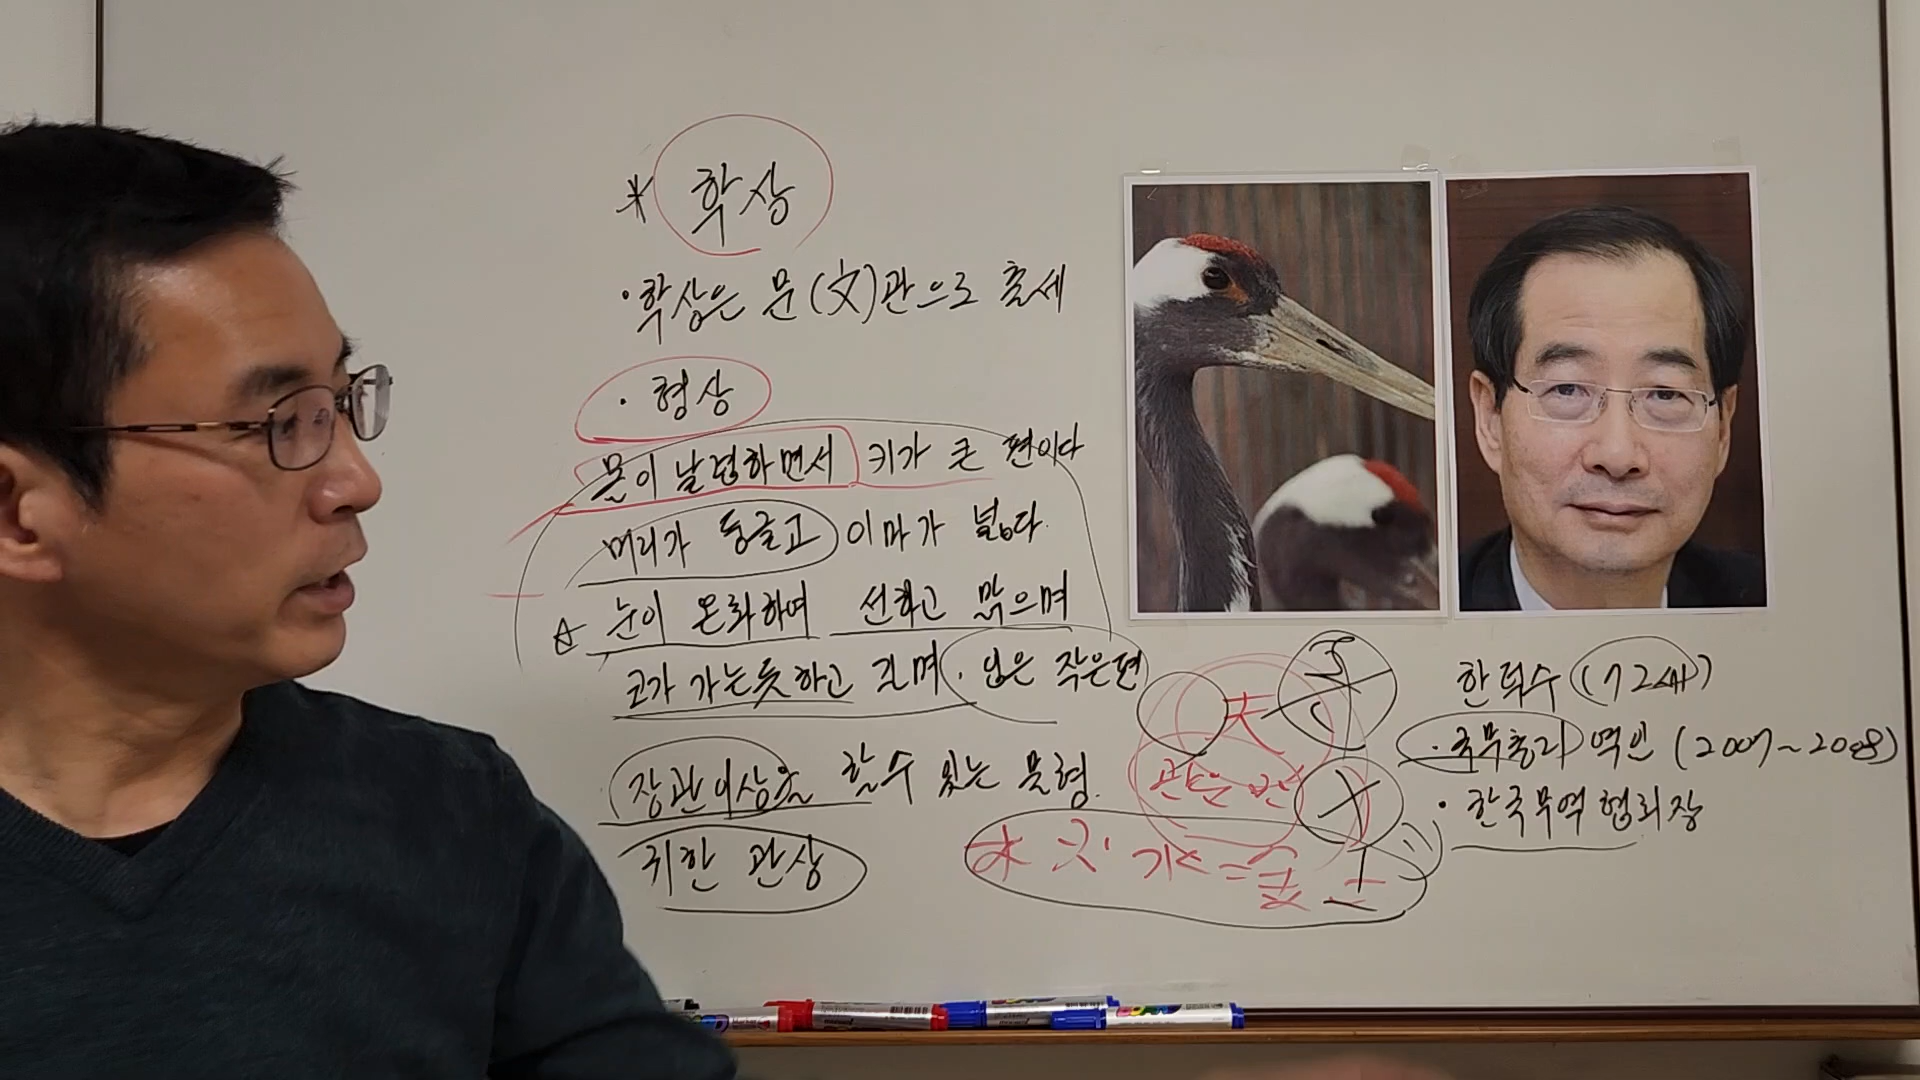 * 학상
· 학상은 문(文)관으로 출세
· 형상
몸이 날렵하면서 키가 큰 편이다
머리가 둥글고 이마가 넓다.
☆ 눈이 온화하며 선하고 맑으며
코가 가는듯하고 길며. 입은 작은편
장관이상을 할수 있는 물형.
귀한 관상
한덕수 (72세)
· 국무총리 역임 (2007~2008)
· 한국무역협회장